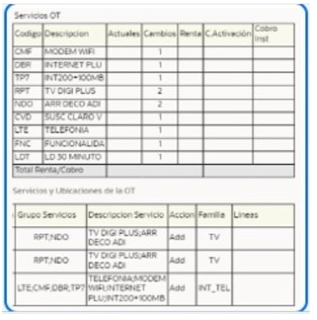 Servicios OT
Codigo Descripcion Actuales Cambios Renta C.Activación Cobro Inst
CMF MODEM WIFI 1
DBR INTERNET PLU 1
TP7 INT200+100MB 1
RPT TV DIGI PLUS 2
NDO ARR DECO ADI 2
CVD SUSC CLARO V 1
LTE TELEFONIA 1
FNC FUNCIONALIDA 1
LDT LD 30 MINUTO 1
Total Renta/Cobro
Servicios y Ubicaciones de la OT
Grupo Servicios Descripcion Servicio Accion Familia Lineas
RPT;NDO TV DIGI PLUS;ARR DECO ADI Add TV
RPT;NDO TV DIGI PLUS;ARR DECO ADI Add TV
LTE;CMF;DBR;TP7 TELEFONIA;MODEM WIFI;INTERNET PLU;INT200+100MB Add INT_TEL